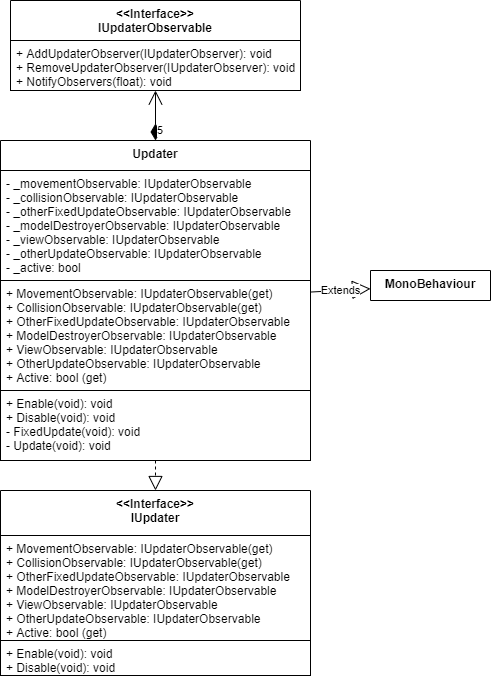 <<Interface>>
IUpdaterObservable
+ AddUpdaterObserver(IUpdaterObserver): void
+ RemoveUpdaterObserver(IUpdaterObserver): void
+ NotifyObservers(float): void
5
Updater
- _movementObservable: IUpdaterObservable
- _collisionObservable: IUpdaterObservable
- _otherFixedUpdateObservable: IUpdaterObservable
- _modelDestroyerObservable: IUpdaterObservable
- _viewObservable: IUpdaterObservable
- _otherUpdateObservable: IUpdaterObservable
- _active: bool
+ MovementObservable: IUpdaterObservable(get)
+ CollisionObservable: IUpdaterObservable(get)
+ OtherFixedUpdateObservable: IUpdaterObservable
+ ModelDestroyerObservable: IUpdaterObservable
+ ViewObservable: IUpdaterObservable
+ OtherUpdateObservable: IUpdaterObservable
+ Active: bool (get)
+ Enable(void): void
+ Disable(void): void
- FixedUpdate(void): void
- Update(void): void
Extends
MonoBehaviour
<<Interface>>
IUpdater
+ MovementObservable: IUpdaterObservable(get)
+ CollisionObservable: IUpdaterObservable(get)
+ OtherFixedUpdateObservable: IUpdaterObservable
+ ModelDestroyerObservable: IUpdaterObservable
+ ViewObservable: IUpdaterObservable
+ OtherUpdateObservable: IUpdaterObservable
+ Active: bool (get)
+ Enable(void): void
+ Disable(void): void